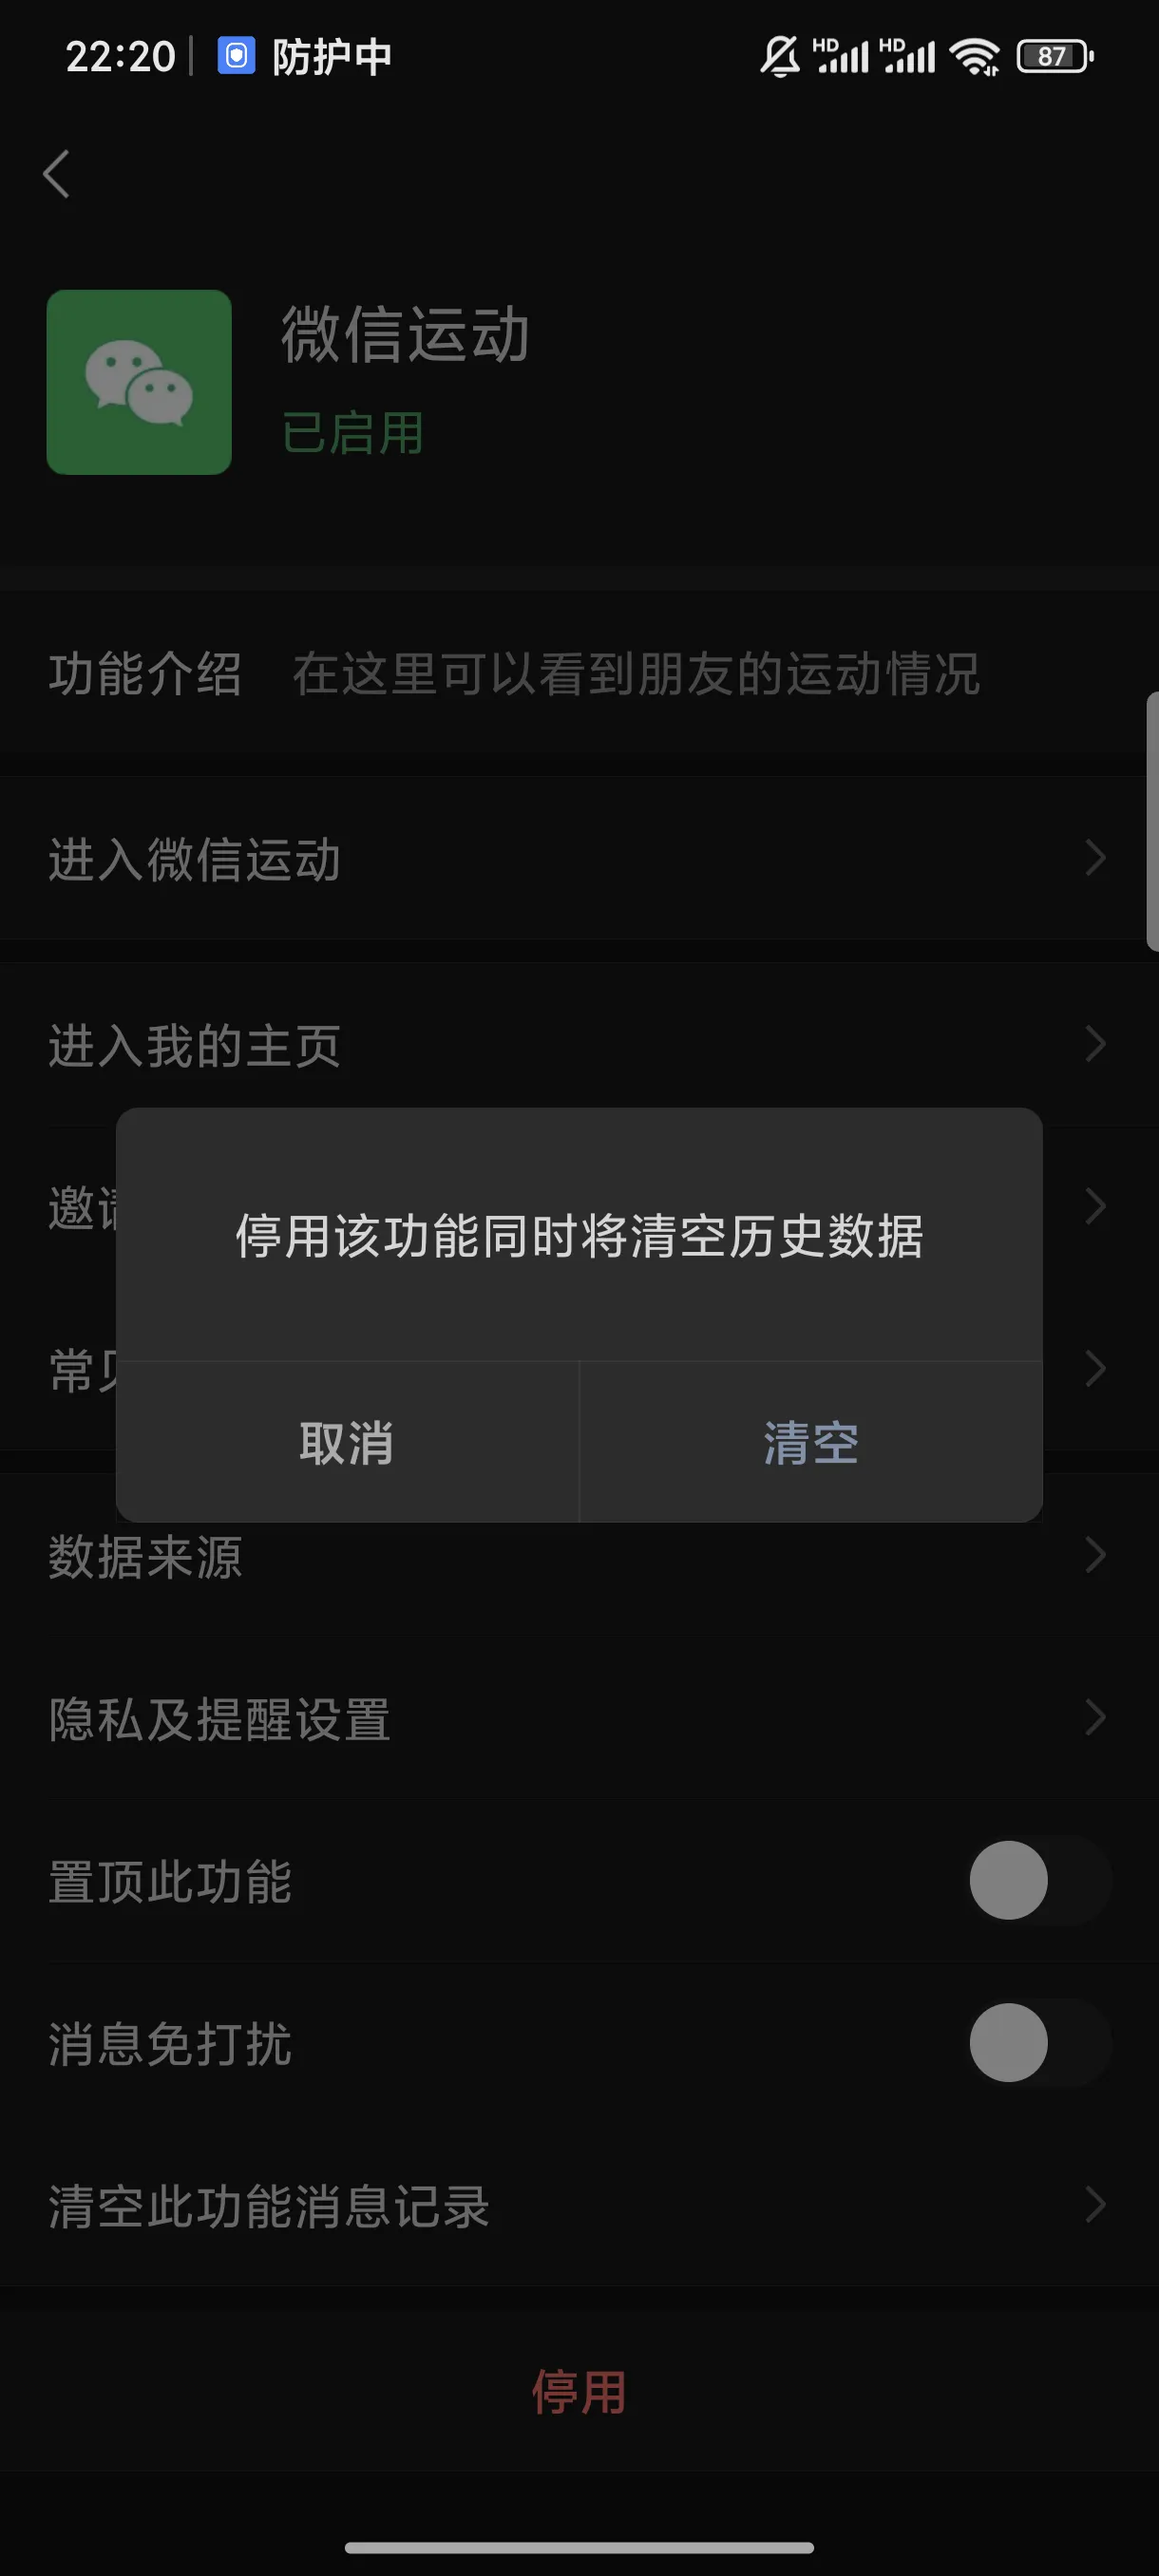 22:20 防护中 HD HD 87
微信运动
已启用
功能介绍 在这里可以看到朋友的运动情况
进入微信运动
进入我的主页
邀
停用该功能同时将清空历史数据
常
取消 清空
数据来源
隐私及提醒设置
置顶此功能
消息免打扰
清空此功能消息记录
停用